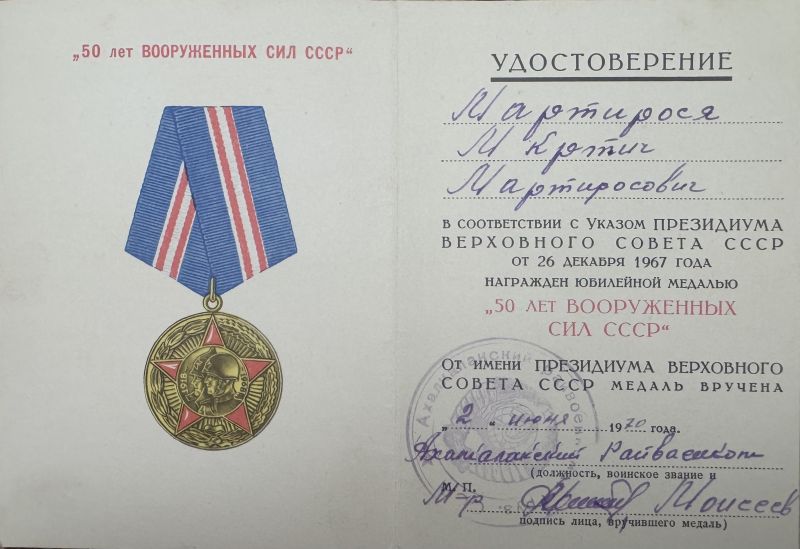 „50 лет ВООРУЖЕННЫХ СИЛ СССР“
УДОСТОВЕРЕНИЕ
Мартирося
Мкртич
Мартиросович
В СООТВЕТСТВИИ С УКАЗОМ ПРЕЗИДИУМА
ВЕРХОВНОГО СОВЕТА СССР
ОТ 26 ДЕКАБРЯ 1967 ГОДА
НАГРАЖДЕН ЮБИЛЕЙНОЙ МЕДАЛЬЮ
„50 ЛЕТ ВООРУЖЕННЫХ
СИЛ СССР“
ОТ ИМЕНИ ПРЕЗИДИУМА ВЕРХОВНОГО
СОВЕТА СССР МЕДАЛЬ ВРУЧЕНА
„2“ июня 1970 года.
(должность, воинское звание и
М. П.
М-р Моисеев
подпись лица, вручившего медаль)